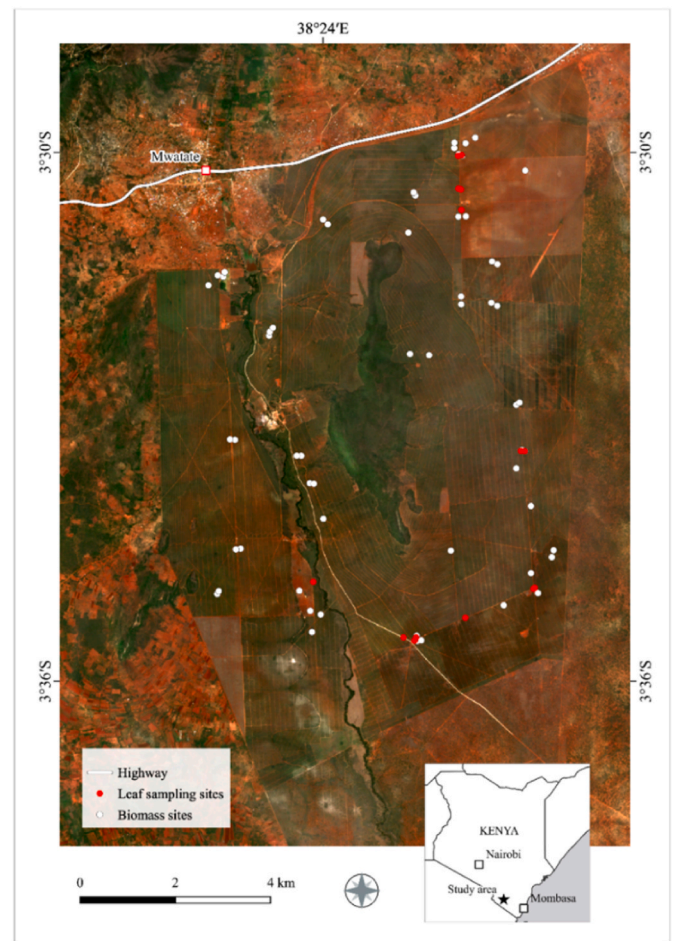 38°24′E
3°30′S
3°30′S
Mwatate
3°36′S
3°36′S
Highway
Leaf sampling sites
Biomass sites
KENYA
Nairobi
Study area
Mombasa
0 2 4 km